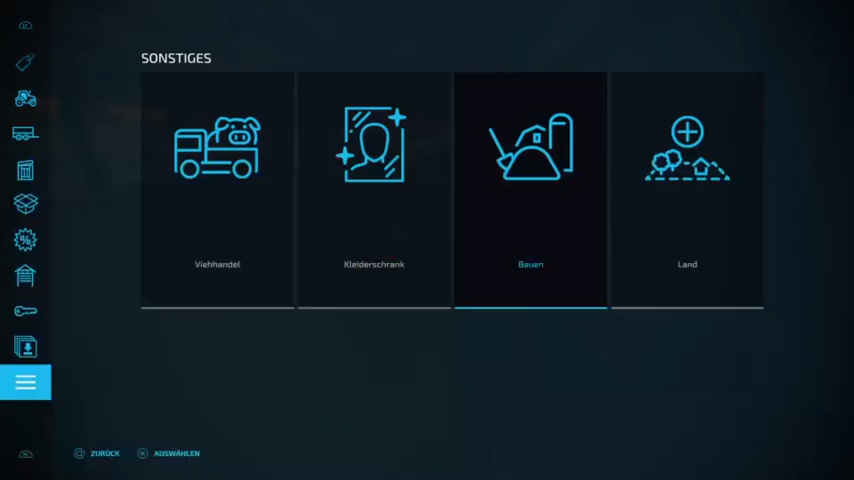 SONSTIGES
Viehhandel
Kleiderschrank
Bauen
Land
ZURÜCK
AUSWÄHLEN